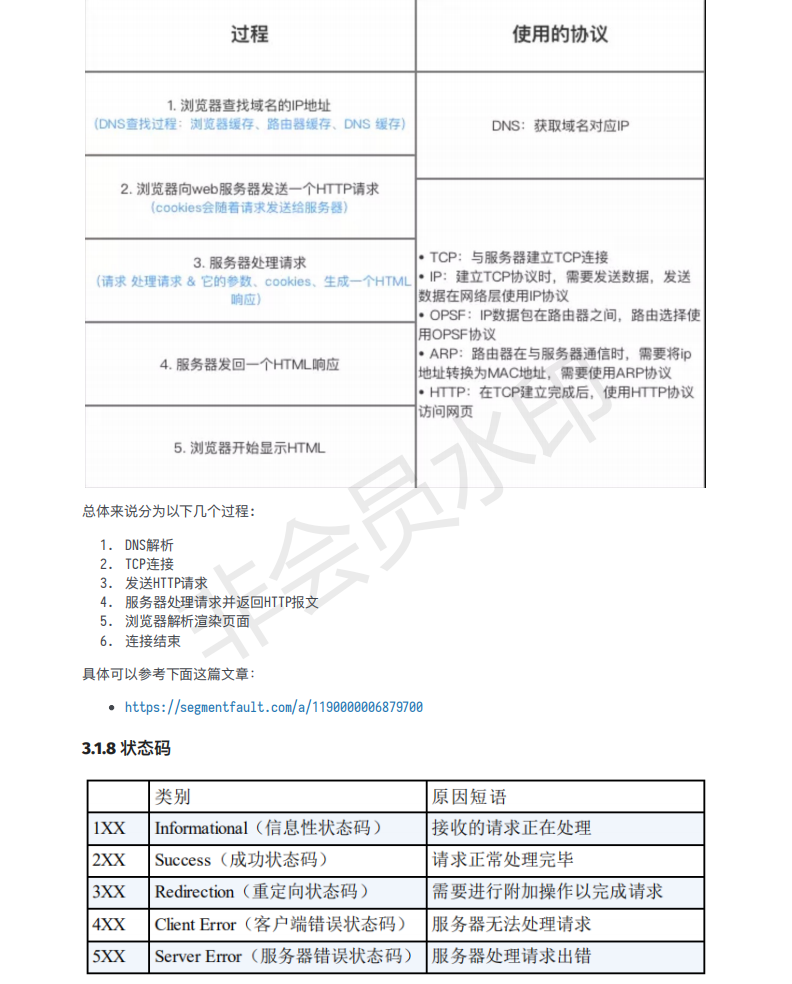 过程
使用的协议
1. 浏览器查找域名的IP地址
(DNS查找过程：浏览器缓存、路由器缓存、DNS 缓存)
DNS：获取域名对应IP
2. 浏览器向web服务器发送一个HTTP请求
(cookies会随着请求发送给服务器)
3. 服务器处理请求
(请求 处理请求 & 它的参数、cookies、生成一个HTML
响应)
4. 服务器发回一个HTML响应
5. 浏览器开始显示HTML
• TCP：与服务器建立TCP连接
• IP：建立TCP协议时，需要发送数据，发送
数据在网络层使用IP协议
• OPSF：IP数据包在路由器之间，路由选择使
用OPSF协议
• ARP：路由器在与服务器通信时，需要将ip
地址转换为MAC地址，需要使用ARP协议
• HTTP：在TCP建立完成后，使用HTTP协议
访问网页
非会员水印
总体来说分为以下几个过程:
1. DNS解析
2. TCP连接
3. 发送HTTP请求
4. 服务器处理请求并返回HTTP报文
5. 浏览器解析渲染页面
6. 连接结束
具体可以参考下面这篇文章:
• https://segmentfault.com/a/1190000006879700
3.1.8 状态码
类别 原因短语
1XX Informational（信息性状态码） 接收的请求正在处理
2XX Success（成功状态码） 请求正常处理完毕
3XX Redirection（重定向状态码） 需要进行附加操作以完成请求
4XX Client Error（客户端错误状态码） 服务器无法处理请求
5XX Server Error（服务器错误状态码） 服务器处理请求出错